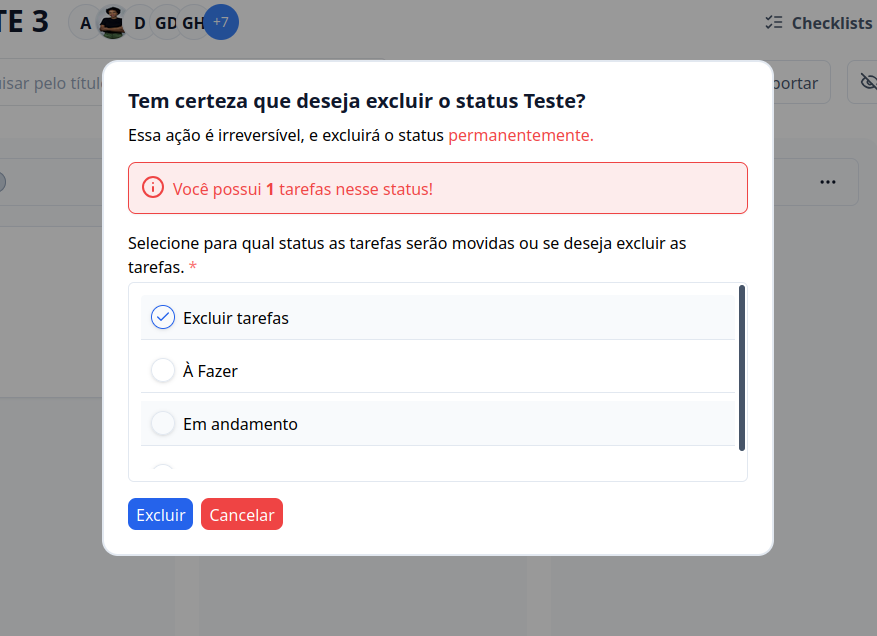 TE 3 A D GD GH +7 Checklists
isar pelo título portar
Tem certeza que deseja excluir o status Teste?
Essa ação é irreversível, e excluirá o status permanentemente.
Você possui 1 tarefas nesse status!
Selecione para qual status as tarefas serão movidas ou se deseja excluir as
tarefas. *
Excluir tarefas
À Fazer
Em andamento
Excluir Cancelar